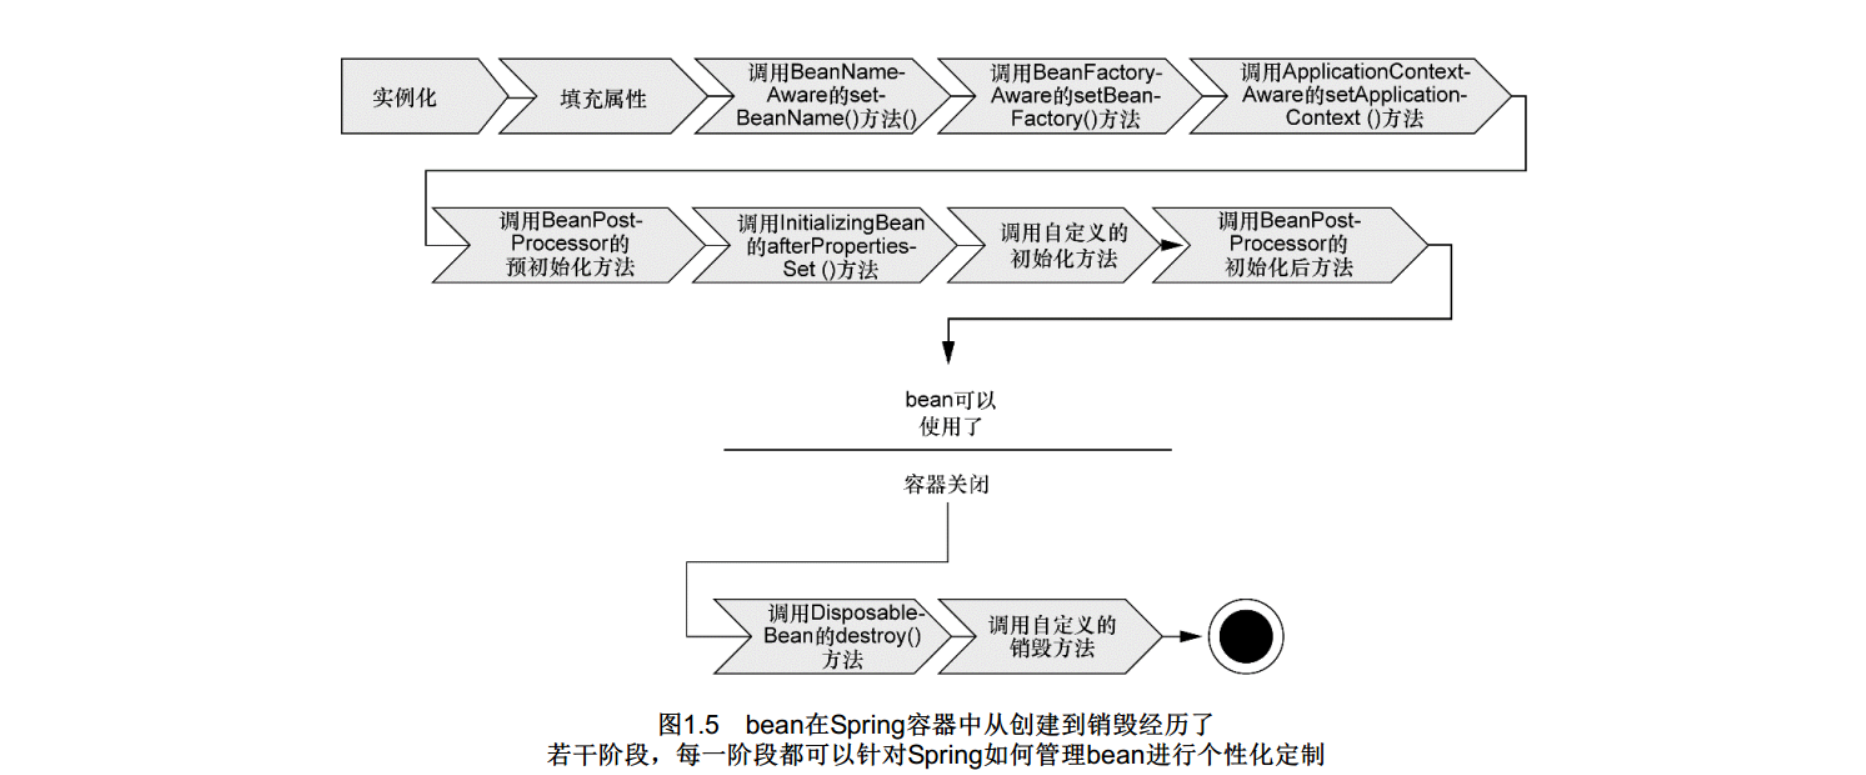 实例化
填充属性
调用BeanName-
Aware的set-
BeanName()方法()
调用BeanFactory-
Aware的setBean-
Factory()方法
调用ApplicationContext-
Aware的setApplication-
Context ()方法
调用BeanPost-
Processor的
预初始化方法
调用InitializingBean
的afterProperties-
Set ()方法
调用自定义的
初始化方法
调用BeanPost-
Processor的
初始化后方法
bean可以
使用了
容器关闭
调用Disposable-
Bean的destroy()
方法
调用自定义的
销毁方法
图1.5 bean在Spring容器中从创建到销毁经历了
若干阶段，每一阶段都可以针对Spring如何管理bean进行个性化定制